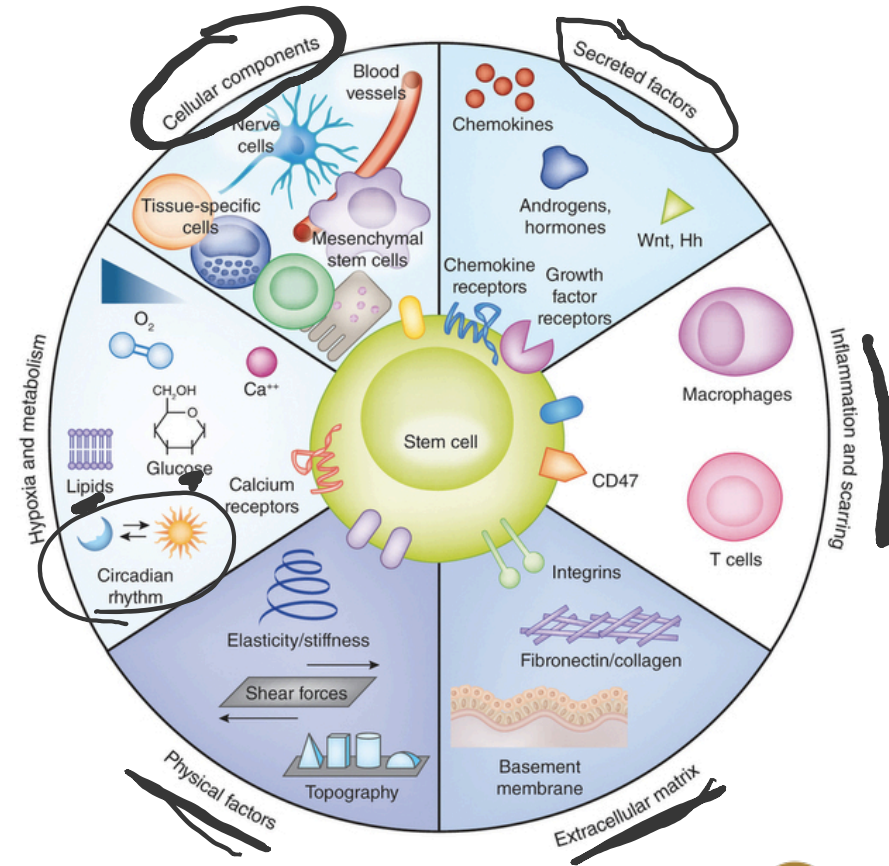 Cellular components
Blood
vessels
Nerve
cells
Tissue-specific
cells
Mesenchymal
stem cells
Secreted factors
Chemokines
Androgens,
hormones
Wnt, Hh
Chemokine
receptors
Growth
factor
receptors
Inflammation and scarring
Macrophages
CD47
T cells
Stem cell
Hypoxia and metabolism
O₂
Ca⁺⁺
CH₂OH
O
Glucose
Lipids
Calcium
receptors
Circadian
rhythm
Physical factors
Elasticity/stiffness
Shear forces
Topography
Extracellular matrix
Integrins
Fibronectin/collagen
Basement
membrane